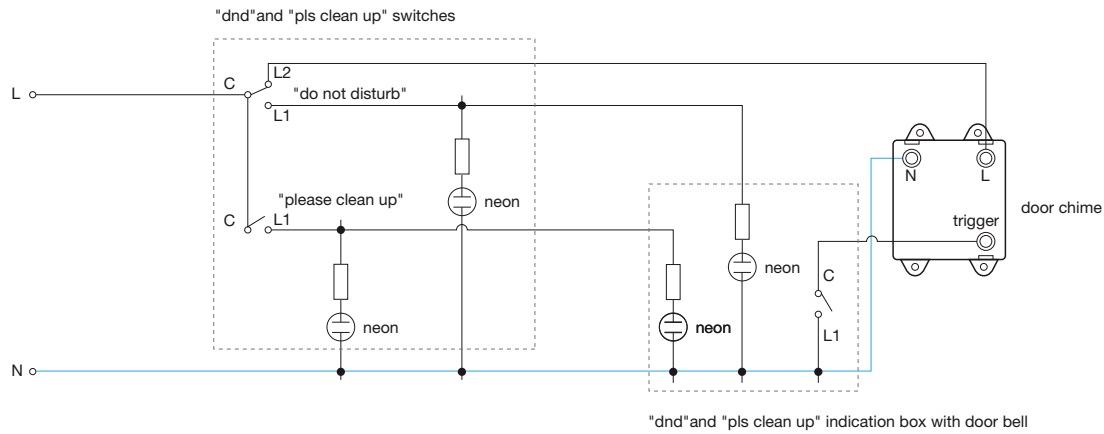 "dnd"and "pls clean up" switches
L2
C
L
"do not disturb"
L1
N
L
"please clean up"
neon
door chime
C
L1
trigger
neon
C
neon
neon
L1
N
"dnd"and "pls clean up" indication box with door bell